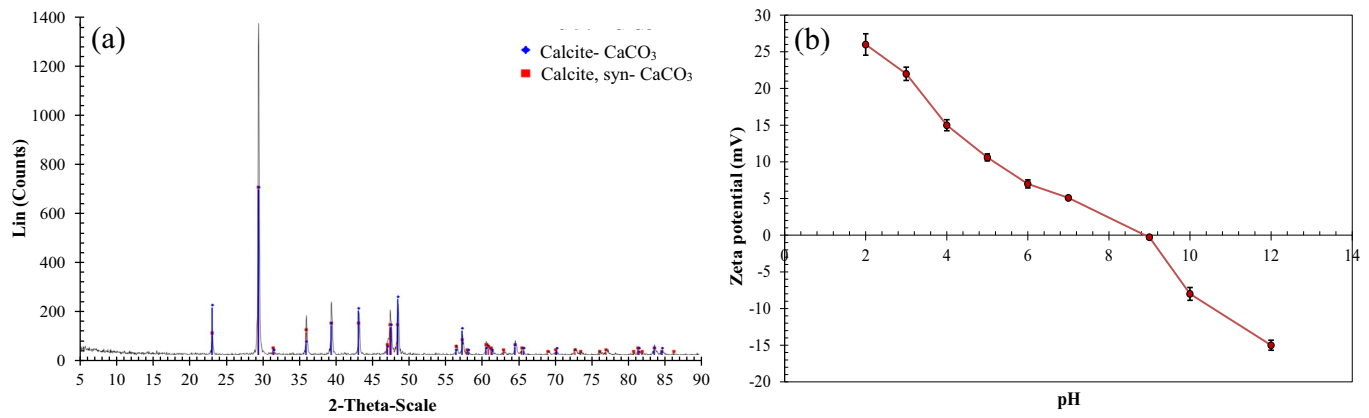 (a)
Calcite- CaCO₃
Calcite, syn- CaCO₃
Lin (Counts)
1400
1200
1000
800
600
400
200
0
5 10 15 20 25 30 35 40 45 50 55 60 65 70 75 80 85 90
2-Theta-Scale
(b)
Zeta potential (mV)
30
25
20
15
10
5
0
-5
-10
-15
-20
0 2 4 6 8 10 12 14
pH